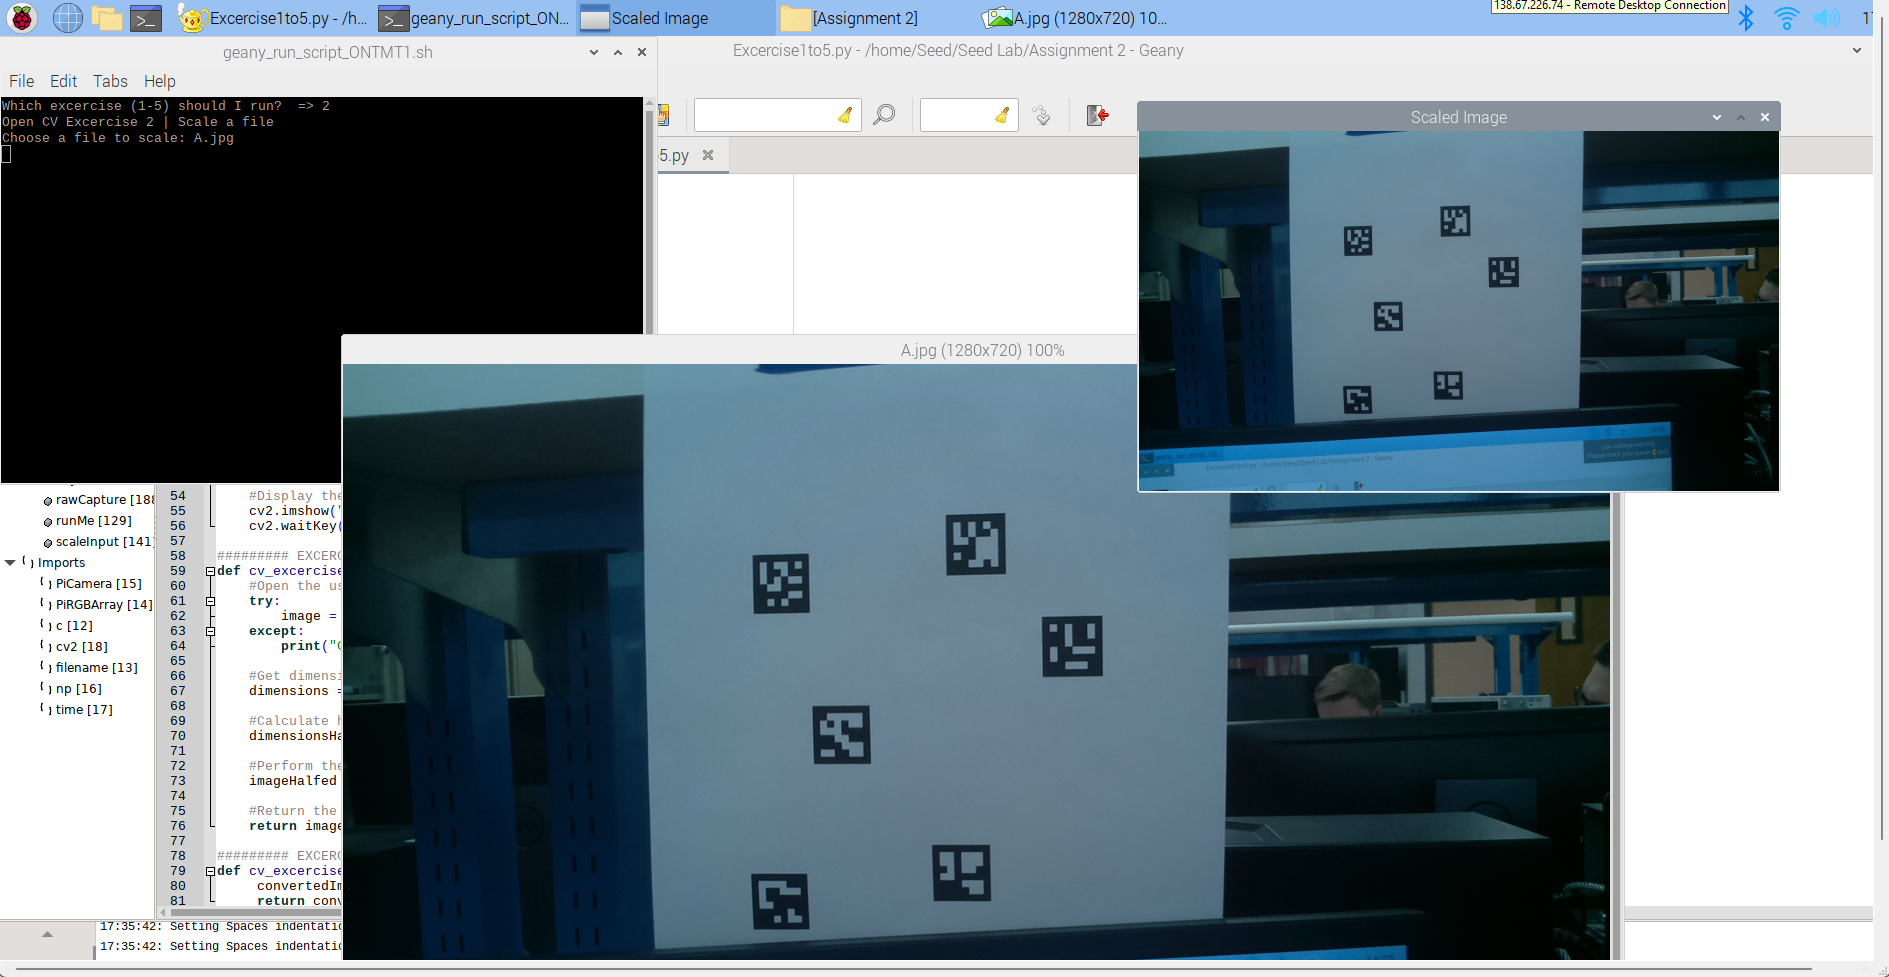 138.67.226.74 - Remote Desktop Connection
Excercise1to5.py - /h...
geany_run_script_ON...
Scaled Image
[Assignment 2]
A.jpg (1280x720) 10...
geany_run_script_ONTMT1.sh
Excercise1to5.py - /home/Seed/Seed Lab/Assignment 2 - Geany
File Edit Tabs Help
Which excercise (1-5) should I run?  => 2
Open CV Excercise 2 | Scale a file
Choose a file to scale: A.jpg
5.py
Scaled Image
A.jpg (1280x720) 100%
rawCapture [188
runMe [129]
scaleInput [141]
Imports
PiCamera [15]
PiRGBArray [14]
c [12]
cv2 [18]
filename [13]
np [16]
time [17]
54 #Display the
55 cv2.imshow("
56 cv2.waitKey(
57
58 ######### EXCERC
59 def cv_excercise
60 #Open the us
61 try:
62 image =
63 except:
64 print("C
65
66 #Get dimensi
67 dimensions =
68
69 #Calculate h
70 dimensionsHa
71
72 #Perform the
73 imageHalfed
74
75 #Return the
76 return image
77
78 ######### EXCERC
79 def cv_excercise
80 convertedIm
81 return conv
17:35:42: Setting Spaces indentatio
17:35:42: Setting Spaces indentatio